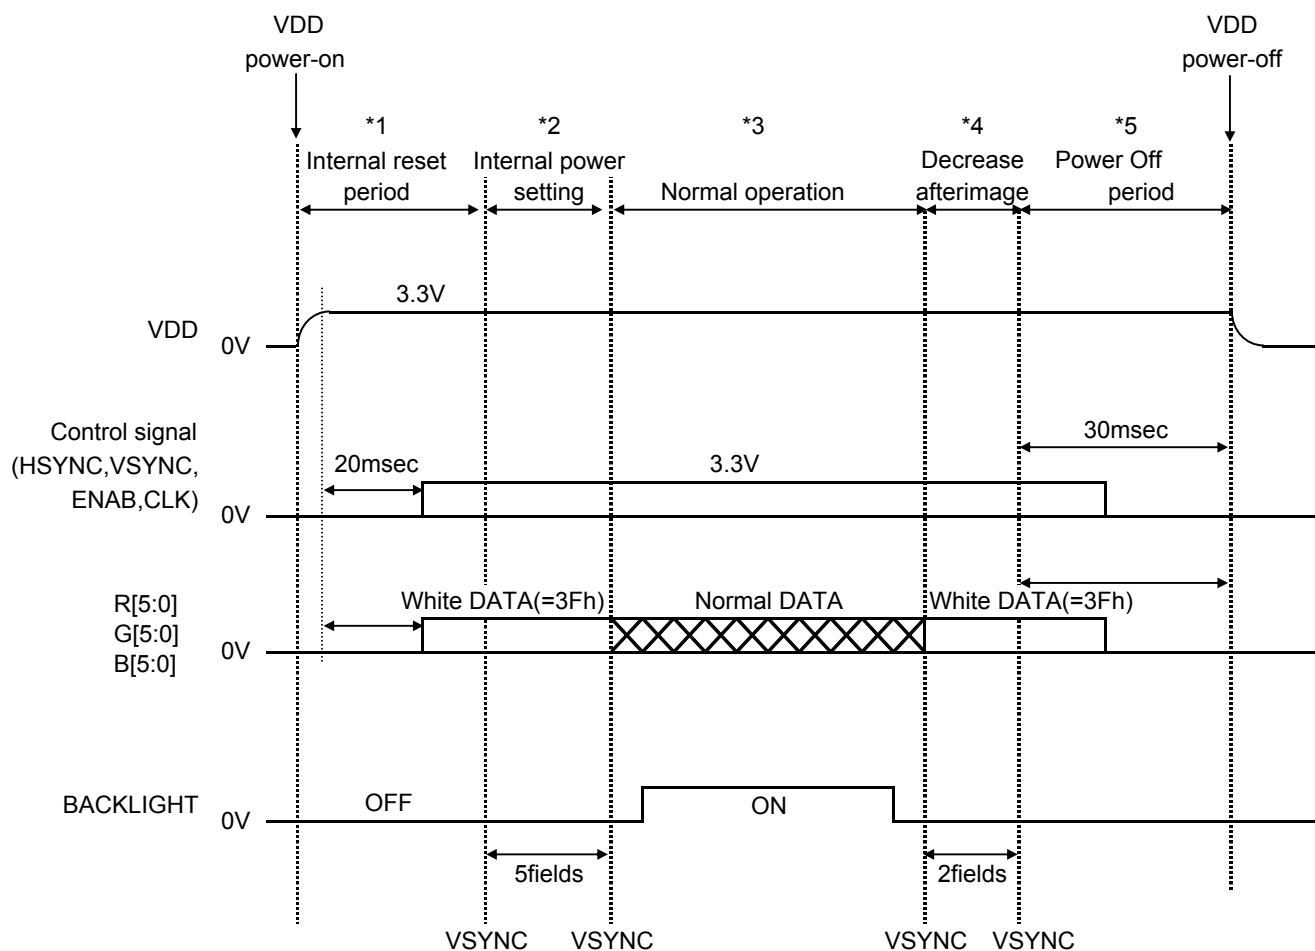 VDD
power-on
VDD
power-off
*1
Internal reset
period
*2
Internal power
setting
*3
Normal operation
*4
Decrease
afterimage
*5
Power Off
period
3.3V
VDD
0V
Control signal
(HSYNC,VSYNC,
ENAB,CLK)
20msec
3.3V
30msec
0V
R[5:0]
G[5:0]
B[5:0]
White DATA(=3Fh)
Normal DATA
White DATA(=3Fh)
0V
BACKLIGHT
OFF
ON
0V
5fields
2fields
VSYNC
VSYNC
VSYNC
VSYNC